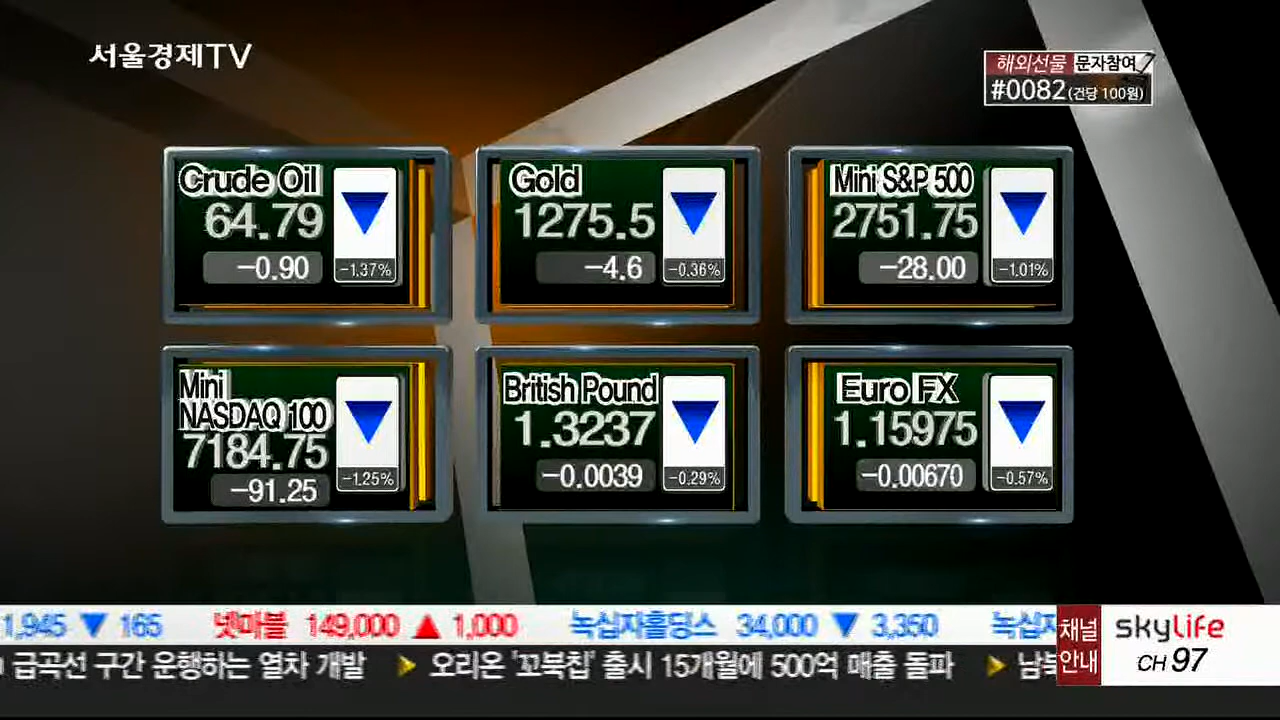 서울경제TV
해외선물 문자참여
#0082(건당 100원)
Crude Oil
64.79
-0.90
-1.37%
Gold
1275.5
-4.6
-0.36%
Mini S&P 500
2751.75
-28.00
-1.01%
Mini
NASDAQ 100
7184.75
-91.25
-1.25%
British Pound
1.3237
-0.0039
-0.29%
Euro FX
1.15975
-0.00670
-0.57%
1,945 ▼ 165 넷마블 149,000 ▲ 1,000 녹십자홀딩스 34,000 ▼ 3,350 녹십자
급곡선 구간 운행하는 열차 개발 ▶ 오리온 '꼬북칩' 출시 15개월에 500억 매출 돌파 ▶ 남북
채널
안내
skylife
CH 97